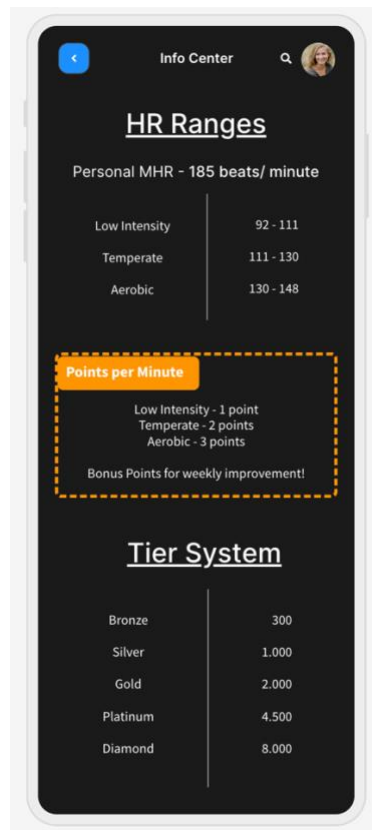 Info Center
HR Ranges
Personal MHR - 185 beats/ minute
Low Intensity 92 - 111
Temperate 111 - 130
Aerobic 130 - 148
Points per Minute
Low Intensity - 1 point
Temperate - 2 points
Aerobic - 3 points
Bonus Points for weekly improvement!
Tier System
Bronze 300
Silver 1.000
Gold 2.000
Platinum 4.500
Diamond 8.000